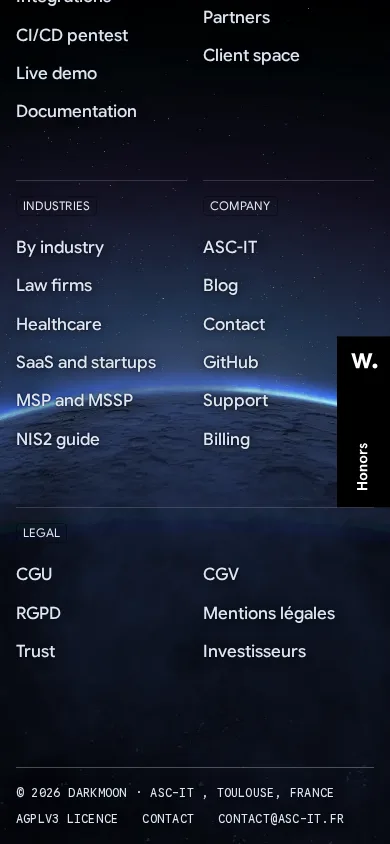 Integrations
CI/CD pentest
Live demo
Documentation
Partners
Client space
INDUSTRIES
By industry
Law firms
Healthcare
SaaS and startups
MSP and MSSP
NIS2 guide
COMPANY
ASC-IT
Blog
Contact
GitHub
Support
Billing
W.
Honors
LEGAL
CGU
RGPD
Trust
CGV
Mentions légales
Investisseurs
© 2026 DARKMOON · ASC-IT , TOULOUSE, FRANCE
AGPLV3 LICENCE CONTACT CONTACT@ASC-IT.FR